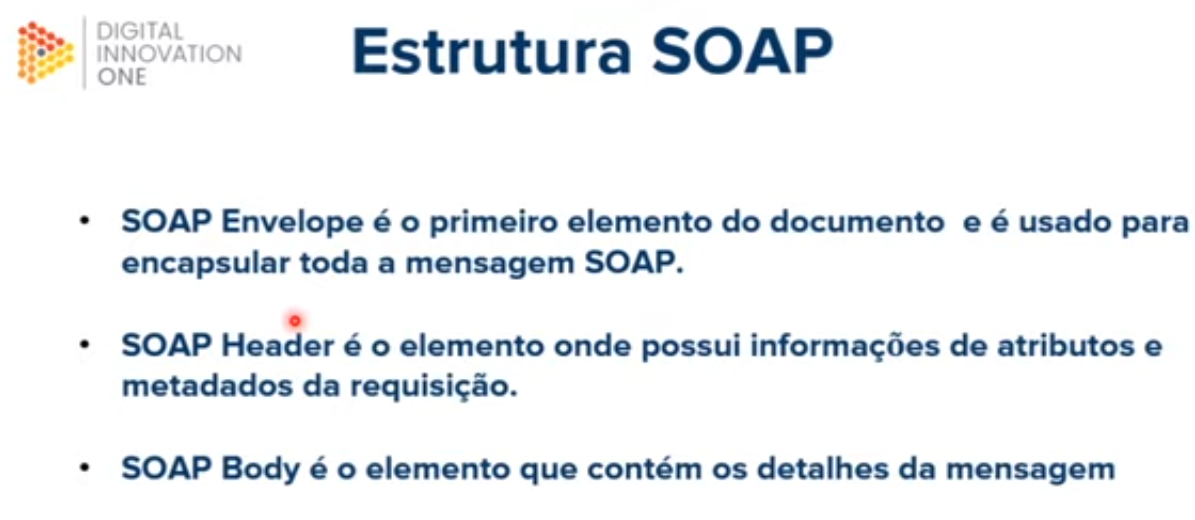 DIGITAL
INNOVATION
ONE
Estrutura SOAP
• SOAP Envelope é o primeiro elemento do documento e é usado para
encapsular toda a mensagem SOAP.
• SOAP Header é o elemento onde possui informações de atributos e
metadados da requisição.
• SOAP Body é o elemento que contém os detalhes da mensagem